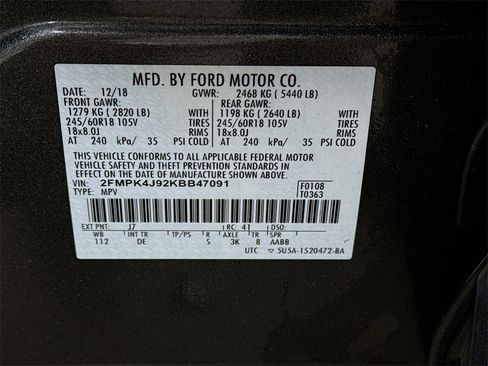 MFD. BY FORD MOTOR CO.
DATE: 12/18 GVWR: 2468 KG ( 5440 LB)
FRONT GAWR: REAR GAWR:
1279 KG ( 2820 LB) WITH 1198 KG ( 2640 LB) WITH
245/60R18 105V TIRES 245/60R18 105V TIRES
18x8.0J RIMS 18x8.0J RIMS
AT 240 kPa/ 35 PSI COLD AT 240 kPa/ 35 PSI COLD
THIS VEHICLE CONFORMS TO ALL APPLICABLE FEDERAL MOTOR
VEHICLE SAFETY AND BUMPER AND THEFT PREVENTION STANDARDS IN
EFFECT ON THE DATE OF MANUFACTURE SHOWN ABOVE.
VIN: 2FMPK4J92KBB47091 F0108
TYPE: MPV T0363
EXT PNT: J7 RC: 41 DSO:
WB INT TR TP/PS R AXLE TR SPR
112 DE S 3K 8 AABB
UTC 5U5A-1520472-BA